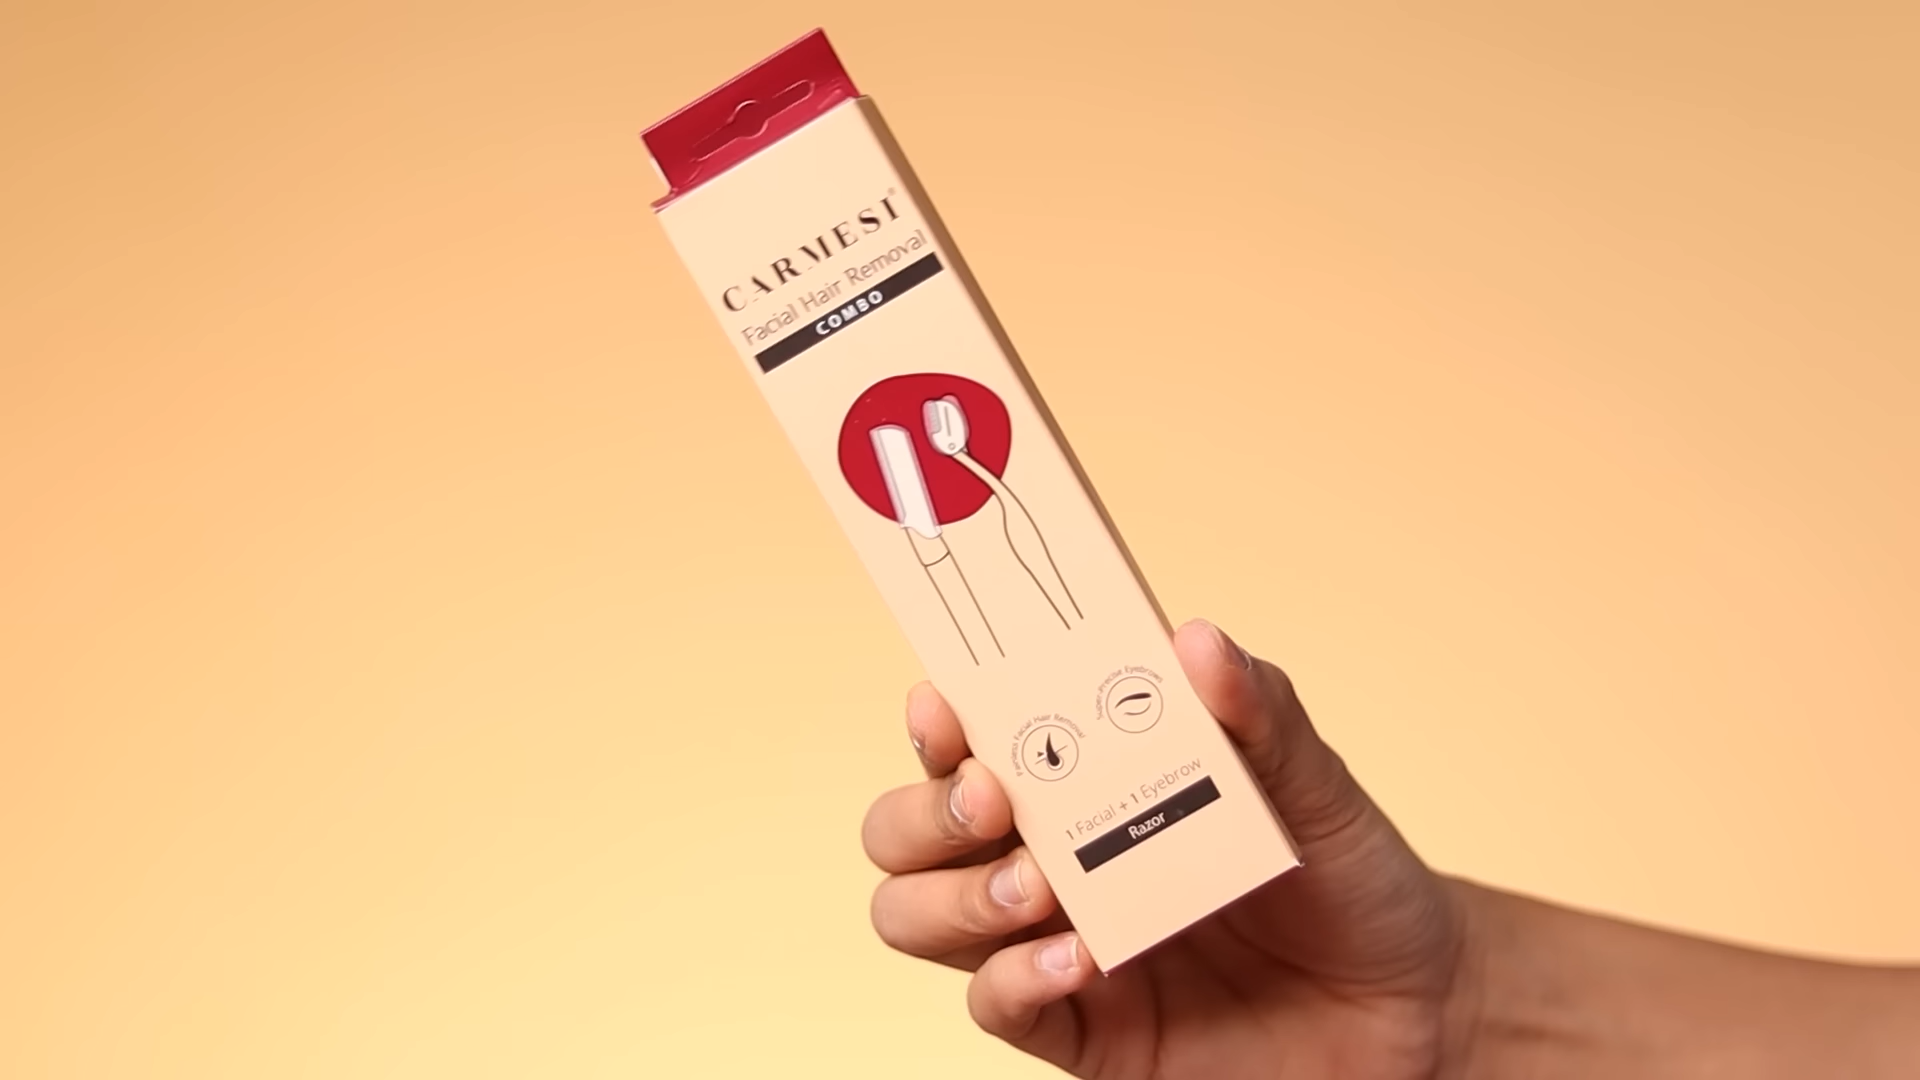 CARMESI®
Facial Hair Removal
COMBO
Painless Facial Hair Removal
Super-Precise Eyebrows
1 Facial + 1 Eyebrow
Razor